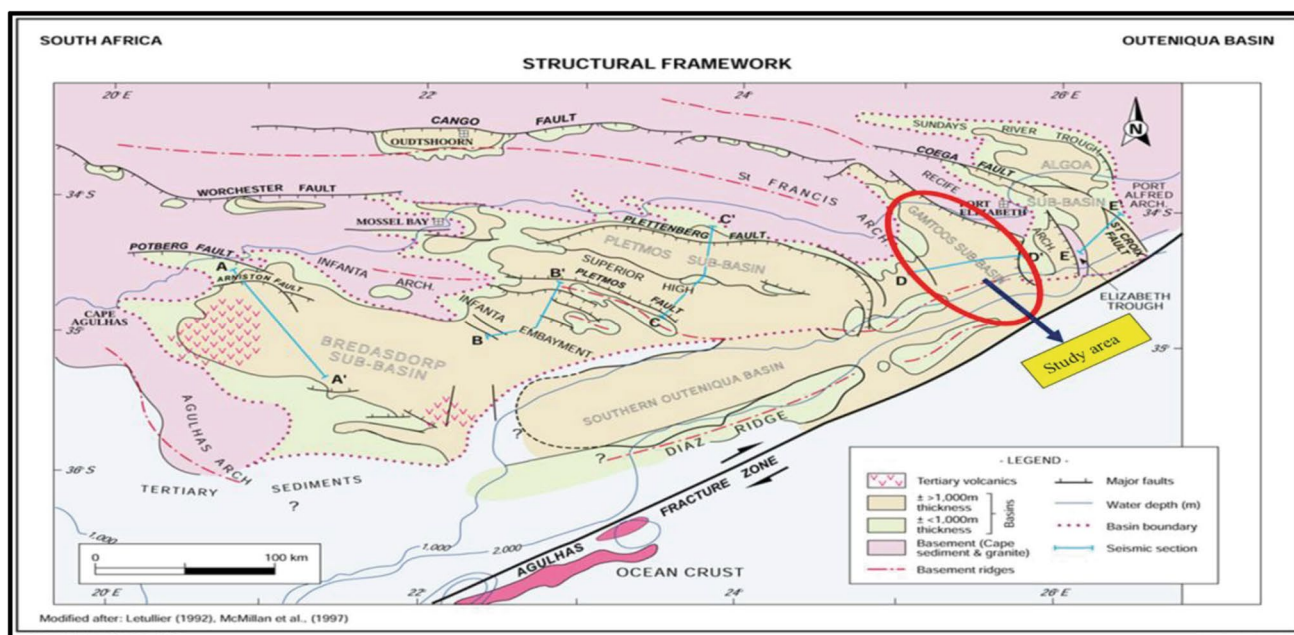 SOUTH AFRICA
OUTENIQUA BASIN
STRUCTURAL FRAMEWORK
20° E
22°
24°
26° E
N
CANGO FAULT
OUDTSHOORN
SUNDAYS RIVER TROUGH
COEGA FAULT
ALGOA SUB-BASIN
PORT ALFRED ARCH.
St FRANCIS ARCH.
RECIFE ARCH.
PORT ELIZABETH
34° S
34° S
WORCHESTER FAULT
MOSSEL BAY
C'
E'
PLETTENBERG FAULT
GAMTOOS SUB-BASIN
ST CROIX FAULT
POTBERG FAULT
A
ARNISTON FAULT
INFANTA ARCH.
PLETMOS SUB-BASIN
SUPERIOR HIGH
B'
PLETMOS FAULT
D
D'
E
C
ELIZABETH TROUGH
CAPE AGULHAS
INFANTA EMBAYMENT
B
35°
35°
Study area
BREDASDORP SUB-BASIN
A'
SOUTHERN OUTENIQUA BASIN
AGULHAS ARCH
?
?
DIAZ RIDGE
36° S
TERTIARY SEDIMENTS
?
1,000
1,000
2,000
AGULHAS FRACTURE ZONE
OCEAN CRUST
0 100 km
- LEGEND -
Tertiary volcanics
± >1,000m thickness
± <1,000m thickness
Basins
Basement (Cape sediment & granite)
Basement ridges
Major faults
Water depth (m)
Basin boundary
Seismic section
20° E
22°
24°
26° E
Modified after: Letullier (1992), McMillan et al., (1997)